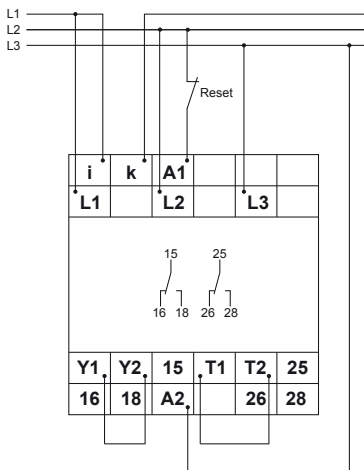 L1
L2
L3
Reset
i k A1
L1 L2 L3
15 25
16 18 26 28
Y1 Y2 15 T1 T2 25
16 18 A2 26 28